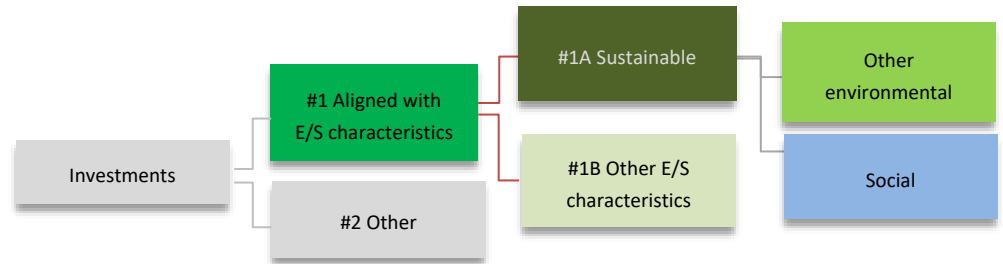 #1A Sustainable
Other
environmental
#1 Aligned with
E/S characteristics
#1B Other E/S
characteristics
Investments
Social
#2 Other